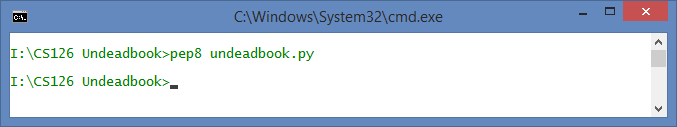 C:\Windows\System32\cmd.exe
I:\CS126 Undeadbook>pep8 undeadbook.py
I:\CS126 Undeadbook>